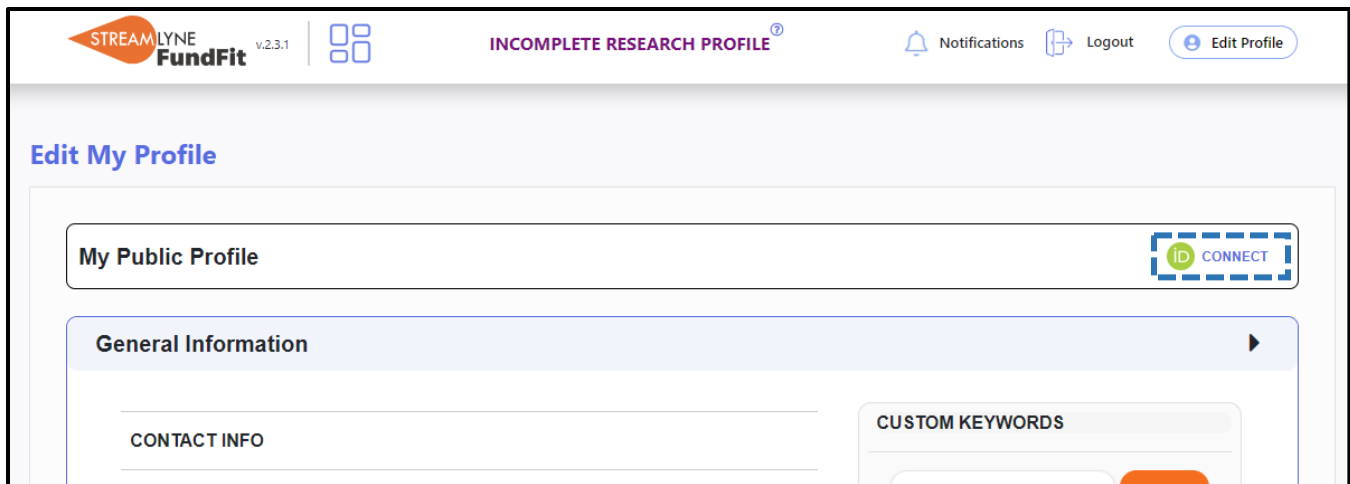 STREAMLYNE
FundFit v.2.3.1
INCOMPLETE RESEARCH PROFILE ?
Notifications
Logout
Edit Profile
Edit My Profile
My Public Profile
iD CONNECT
General Information
CONTACT INFO
CUSTOM KEYWORDS